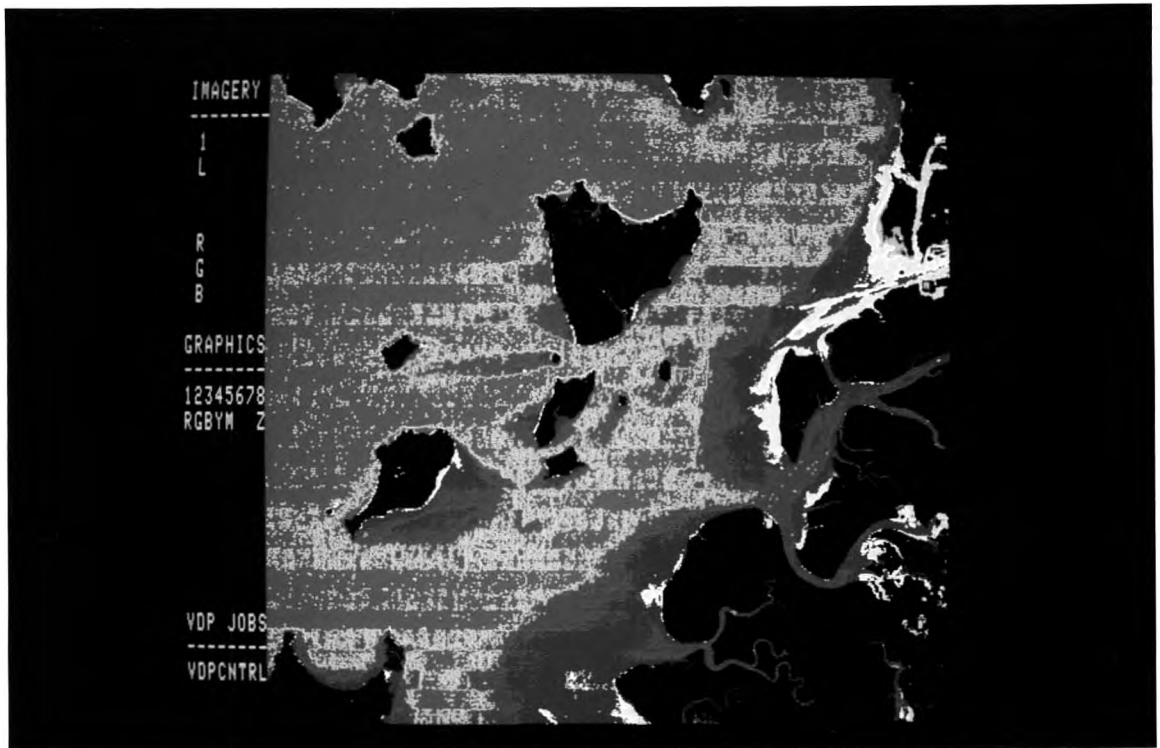 IMAGERY
--------
1
L
R
G
B
GRAPHICS
--------
12345678
RGBYM Z
VDP JOBS
--------
VDPCNTRL